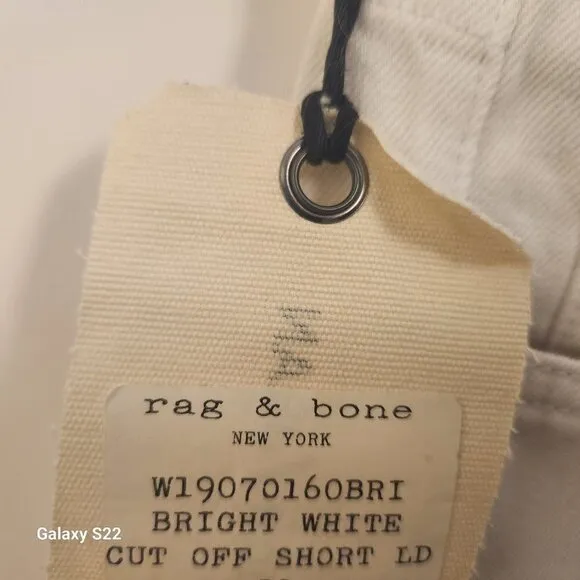 rag & bone
NEW YORK
W19070160BRI
BRIGHT WHITE
CUT OFF SHORT LD
Galaxy S22